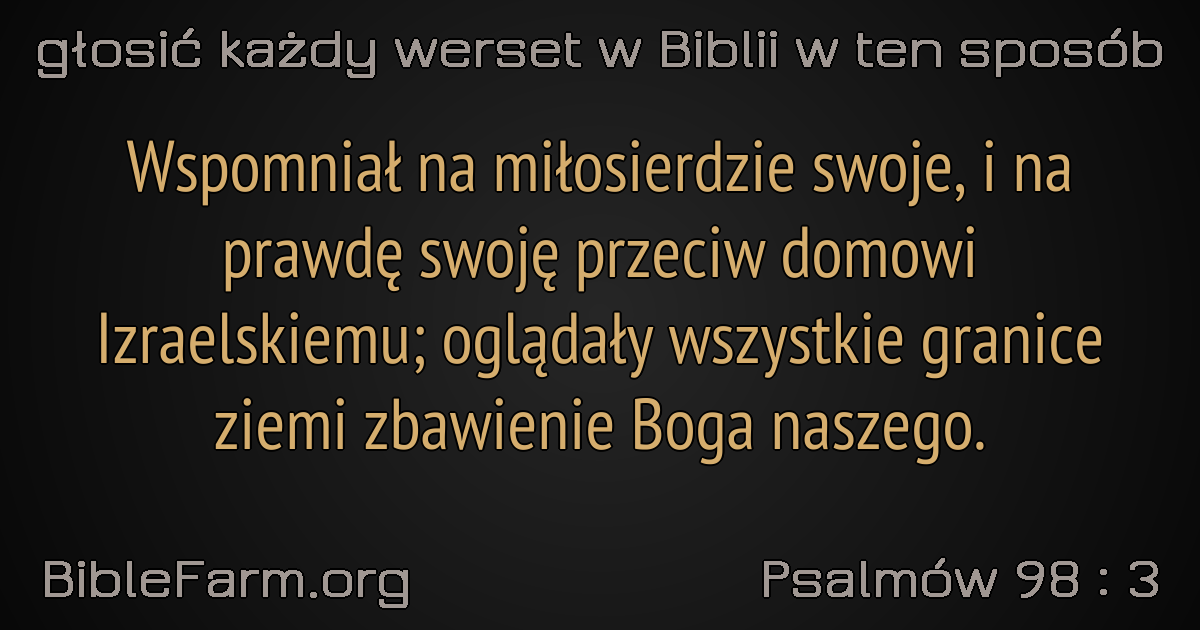 głosić każdy werset w Biblii w ten sposób
Wspomniał na miłosierdzie swoje, i na
prawdę swoję przeciw domowi
Izraelskiemu; oglądały wszystkie granice
ziemi zbawienie Boga naszego.
BibleFarm.org
Psalmów 98 : 3